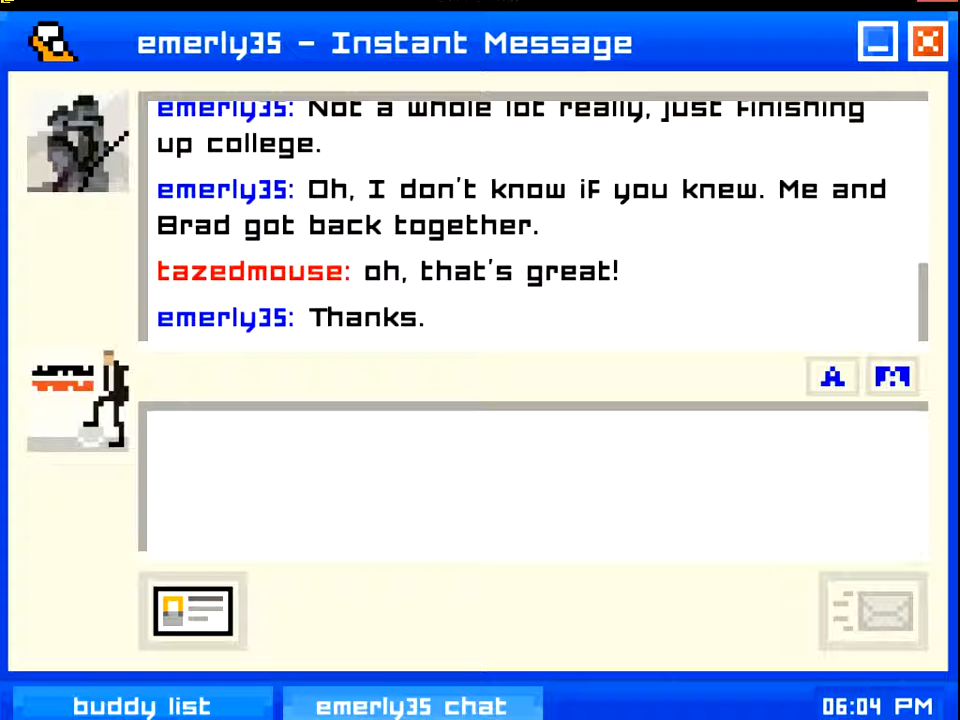 emerly35 - Instant Message
emerly35: Not a whole lot really, just finishing
up college.
emerly35: Oh, I don't know if you knew. Me and
Brad got back together.
tazedmouse: oh, that's great!
emerly35: Thanks.
A
buddy list
emerly35 chat
06:04 PM